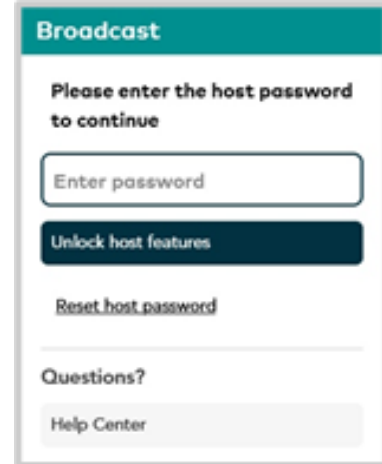 Broadcast
Please enter the host password
to continue
Enter password
Unlock host features
Reset host password
Questions?
Help Center